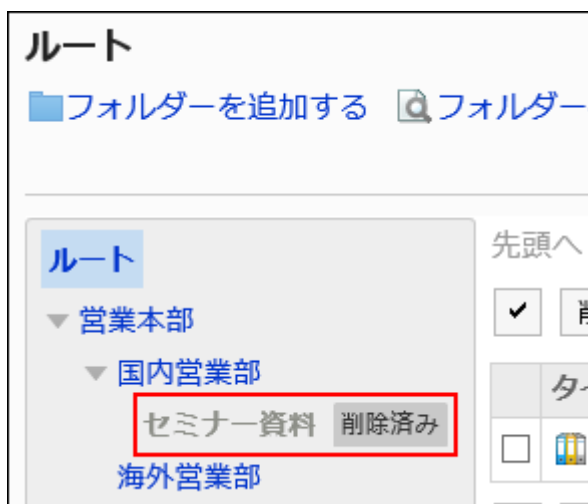 ルート
フォルダーを追加する フォルダー
ルート
営業本部
国内営業部
セミナー資料 削除済み
海外営業部
先頭へ